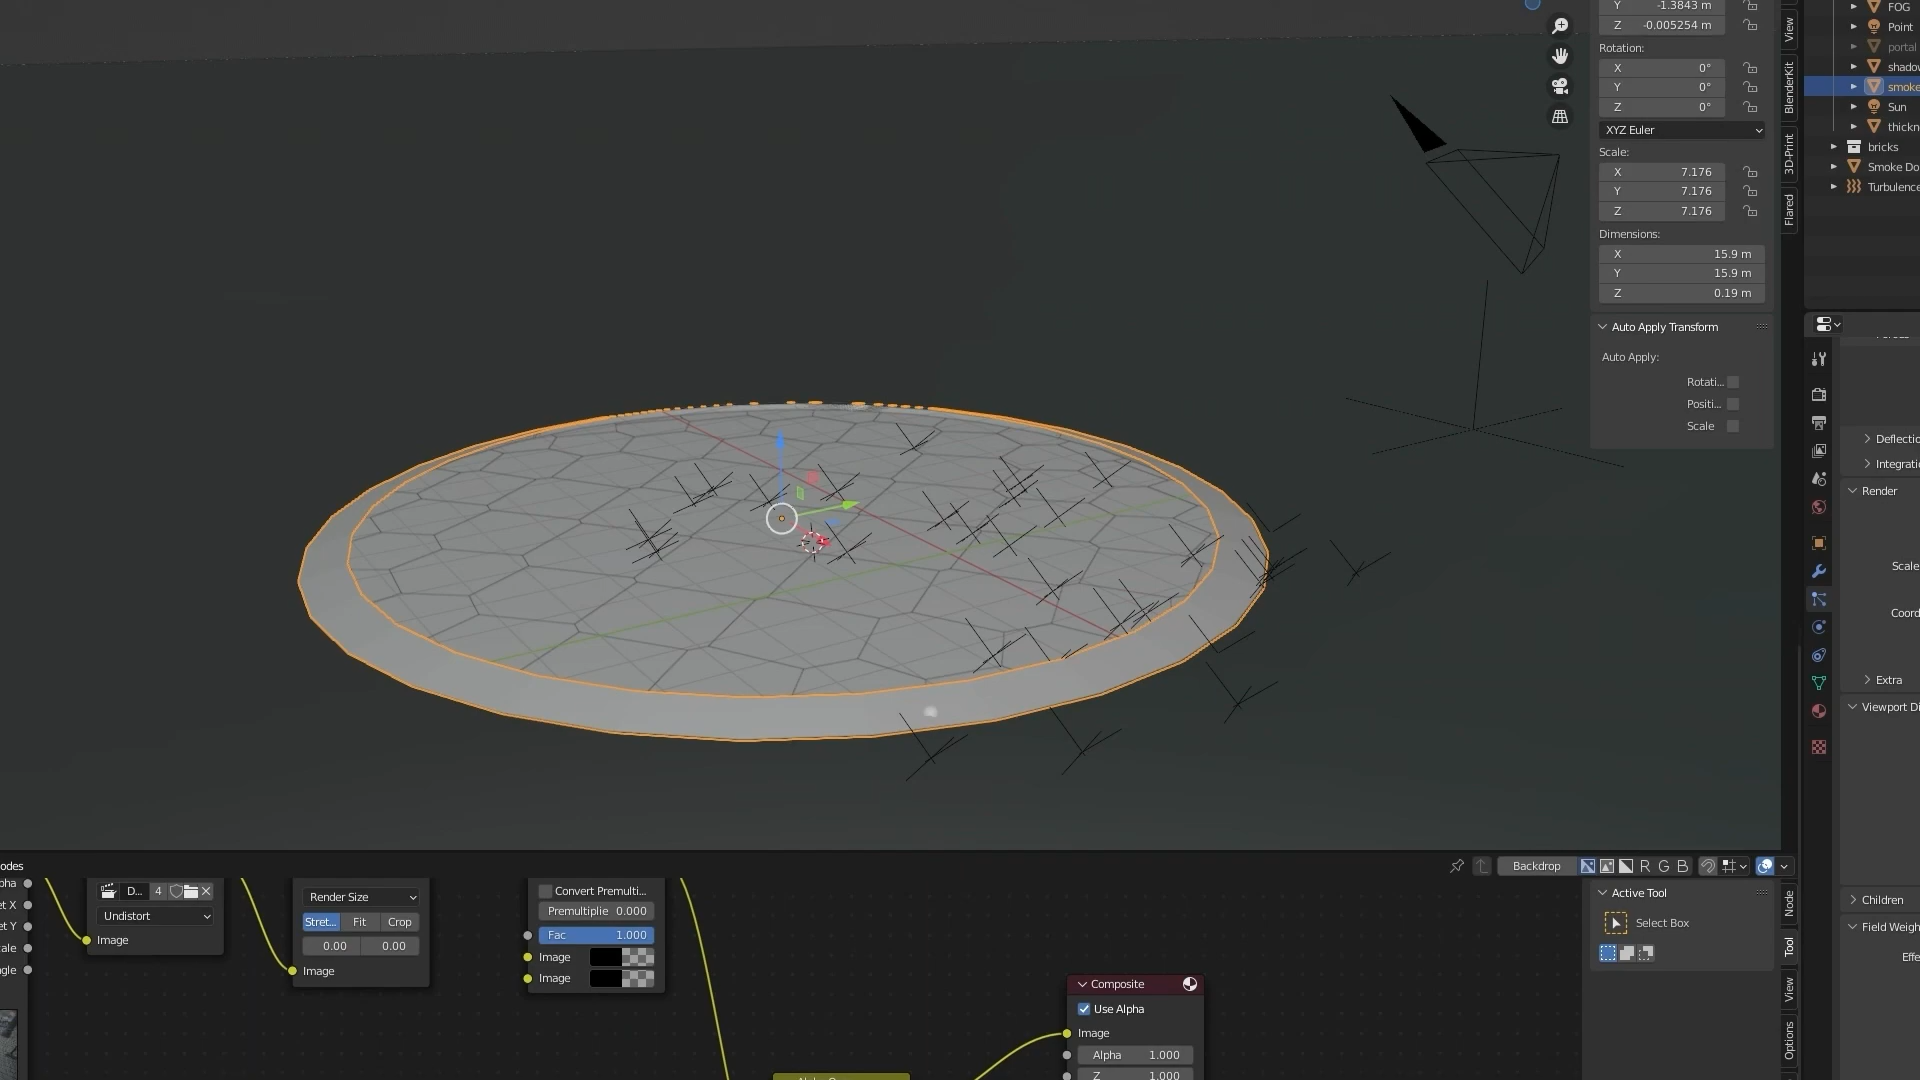 Y -1.3843 m
Z -0.005254 m
Rotation:
X 0°
Y 0°
Z 0°
XYZ Euler
Scale:
X 7.176
Y 7.176
Z 7.176
Dimensions:
X 15.9 m
Y 15.9 m
Z 0.19 m
Auto Apply Transform
Auto Apply:
Rotati...
Positi...
Scale
View
BlenderKit
3D-Print
Flared
FOG
Point
portal
shadow
smoke
Sun
thickn
bricks
Smoke Do
Turbulence
Deflectio
Integratio
Render
Scale
Coord
Extra
Viewport Di
Children
Field Weigh
Effe
odes
pha
et X
et Y
cale
ngle
D... 4
Undistort
Image
Render Size
Stret... Fit Crop
0.00 0.00
Image
Convert Premulti...
Premultiplie 0.000
Fac 1.000
Image
Image
Composite
Use Alpha
Image
Alpha 1.000
Z 1.000
Backdrop R G B
Active Tool
Select Box
Node
Tool
View
Options